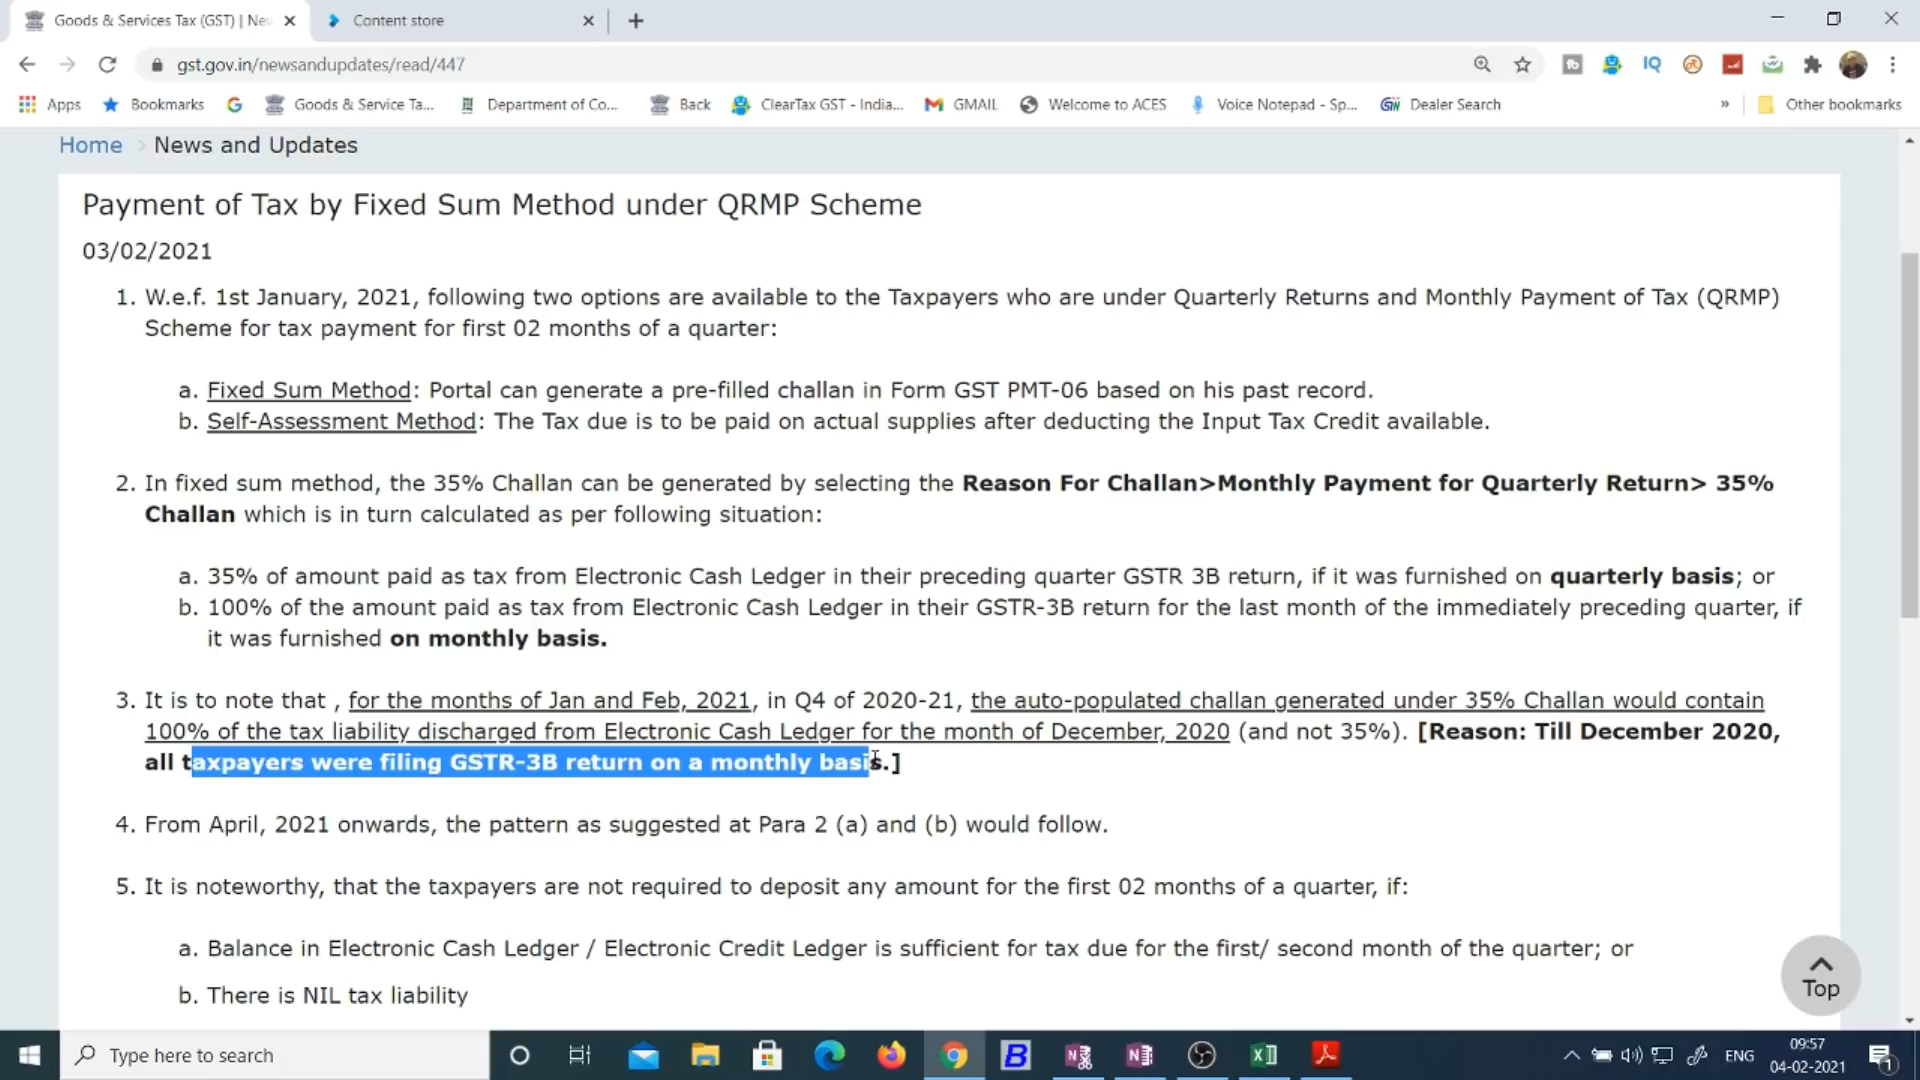 Goods & Services Tax (GST) | Nev
Content store
gst.gov.in/newsandupdates/read/447
Apps
Bookmarks
Goods & Service Ta...
Department of Co...
Back
ClearTax GST - India...
GMAIL
Welcome to ACES
Voice Notepad - Sp...
Dealer Search
»
Other bookmarks
Home > News and Updates
Payment of Tax by Fixed Sum Method under QRMP Scheme
03/02/2021
1. W.e.f. 1st January, 2021, following two options are available to the Taxpayers who are under Quarterly Returns and Monthly Payment of Tax (QRMP)
Scheme for tax payment for first 02 months of a quarter:
a. Fixed Sum Method: Portal can generate a pre-filled challan in Form GST PMT-06 based on his past record.
b. Self-Assessment Method: The Tax due is to be paid on actual supplies after deducting the Input Tax Credit available.
2. In fixed sum method, the 35% Challan can be generated by selecting the Reason For Challan>Monthly Payment for Quarterly Return> 35%
Challan which is in turn calculated as per following situation:
a. 35% of amount paid as tax from Electronic Cash Ledger in their preceding quarter GSTR 3B return, if it was furnished on quarterly basis; or
b. 100% of the amount paid as tax from Electronic Cash Ledger in their GSTR-3B return for the last month of the immediately preceding quarter, if
it was furnished on monthly basis.
3. It is to note that , for the months of Jan and Feb, 2021, in Q4 of 2020-21, the auto-populated challan generated under 35% Challan would contain
100% of the tax liability discharged from Electronic Cash Ledger for the month of December, 2020 (and not 35%). [Reason: Till December 2020,
all taxpayers were filing GSTR-3B return on a monthly basis.]
4. From April, 2021 onwards, the pattern as suggested at Para 2 (a) and (b) would follow.
5. It is noteworthy, that the taxpayers are not required to deposit any amount for the first 02 months of a quarter, if:
a. Balance in Electronic Cash Ledger / Electronic Credit Ledger is sufficient for tax due for the first/ second month of the quarter; or
b. There is NIL tax liability
Top
Type here to search
ENG
09:57
04-02-2021
1